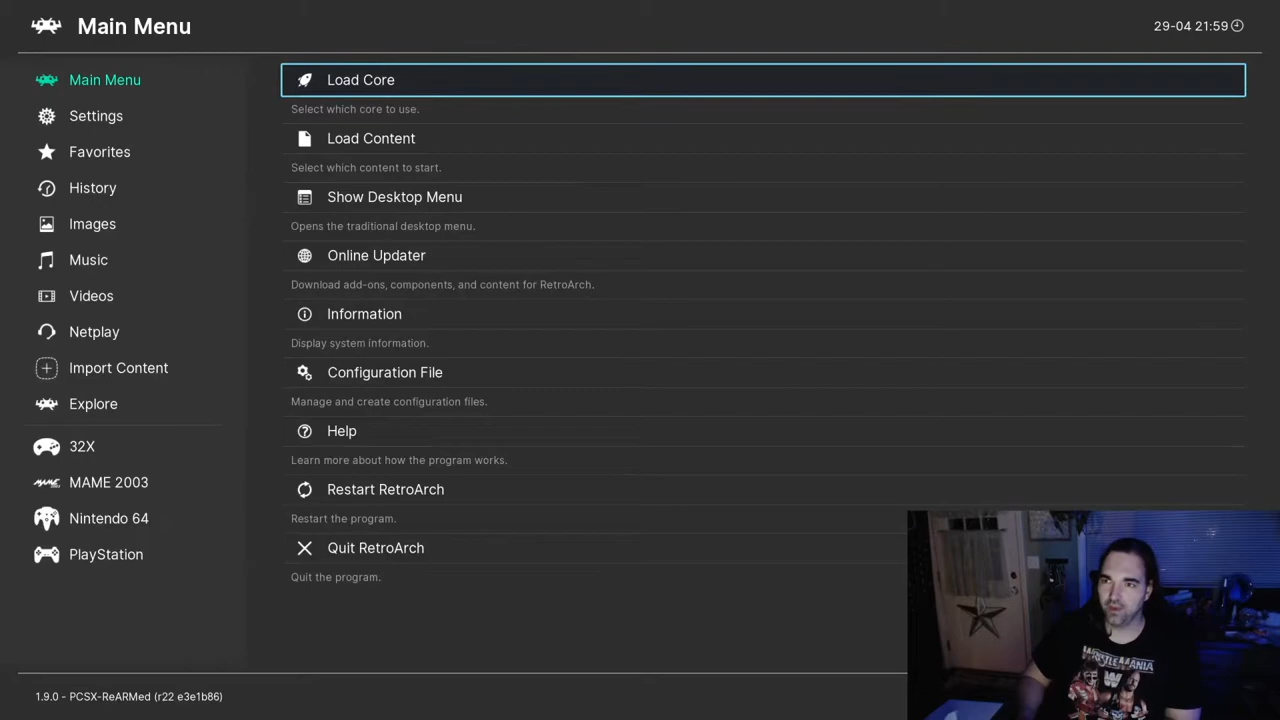 Main Menu
29-04 21:59
Main Menu
Settings
Favorites
History
Images
Music
Videos
Netplay
Import Content
Explore
32X
MAME 2003
Nintendo 64
PlayStation
Load Core
Select which core to use.
Load Content
Select which content to start.
Show Desktop Menu
Opens the traditional desktop menu.
Online Updater
Download add-ons, components, and content for RetroArch.
Information
Display system information.
Configuration File
Manage and create configuration files.
Help
Learn more about how the program works.
Restart RetroArch
Restart the program.
Quit RetroArch
Quit the program.
WRESTLEMANIA
1.9.0 - PCSX-ReARMed (r22 e3e1b86)